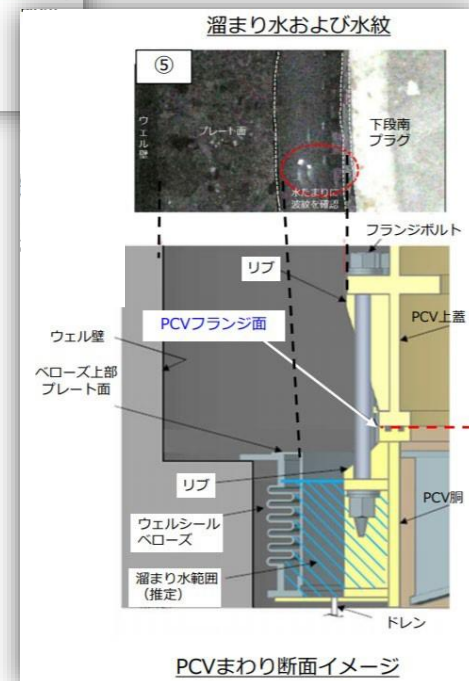 溜まり水および水紋
⑤
ウェル壁
プレート面
下段南
プラグ
水たまりに
波紋を確認
フランジボルト
リブ
PCVフランジ面
PCV上蓋
ウェル壁
ベローズ上部
プレート面
リブ
PCV胴
ウェルシール
ベローズ
溜まり水範囲
(推定)
ドレン
PCVまわり断面イメージ